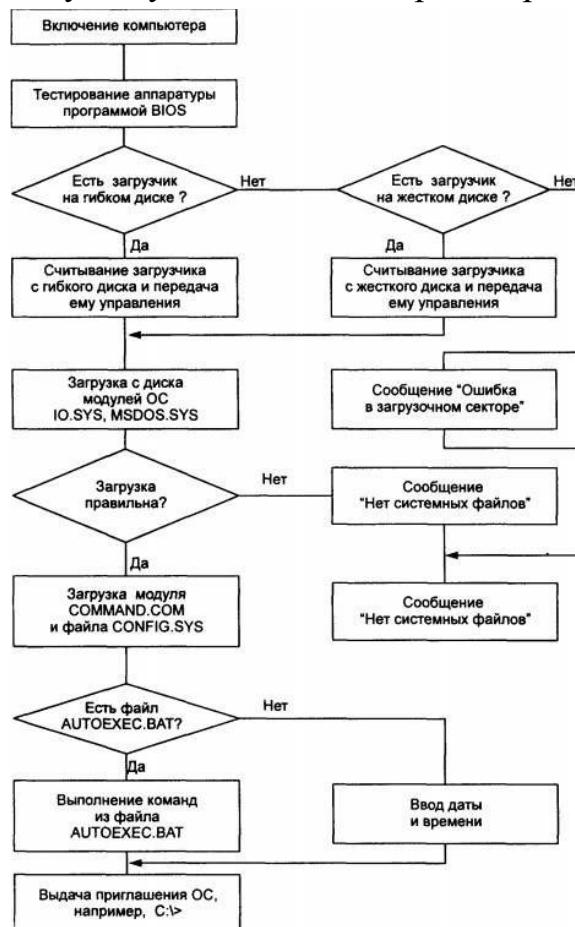 Включение компьютера
Тестирование аппаратуры
программой BIOS
Есть загрузчик
на гибком диске ?
Нет
Есть загрузчик
на жестком диске ?
Нет
Да
Да
Считывание загрузчика
с гибкого диска и передача
ему управления
Считывание загрузчика
с жесткого диска и передача
ему управления
Загрузка с диска
модулей ОС
IO.SYS, MSDOS.SYS
Сообщение “Ошибка
в загрузочном секторе”
Загрузка
правильна?
Нет
Сообщение
“Нет системных файлов”
Да
Загрузка модуля
COMMAND.COM
и файла CONFIG.SYS
Сообщение
“Нет системных файлов”
Есть файл
AUTOEXEC.BAT?
Нет
Да
Выполнение команд
из файла
AUTOEXEC.BAT
Ввод даты
и времени
Выдача приглашения ОС,
например, C:\>